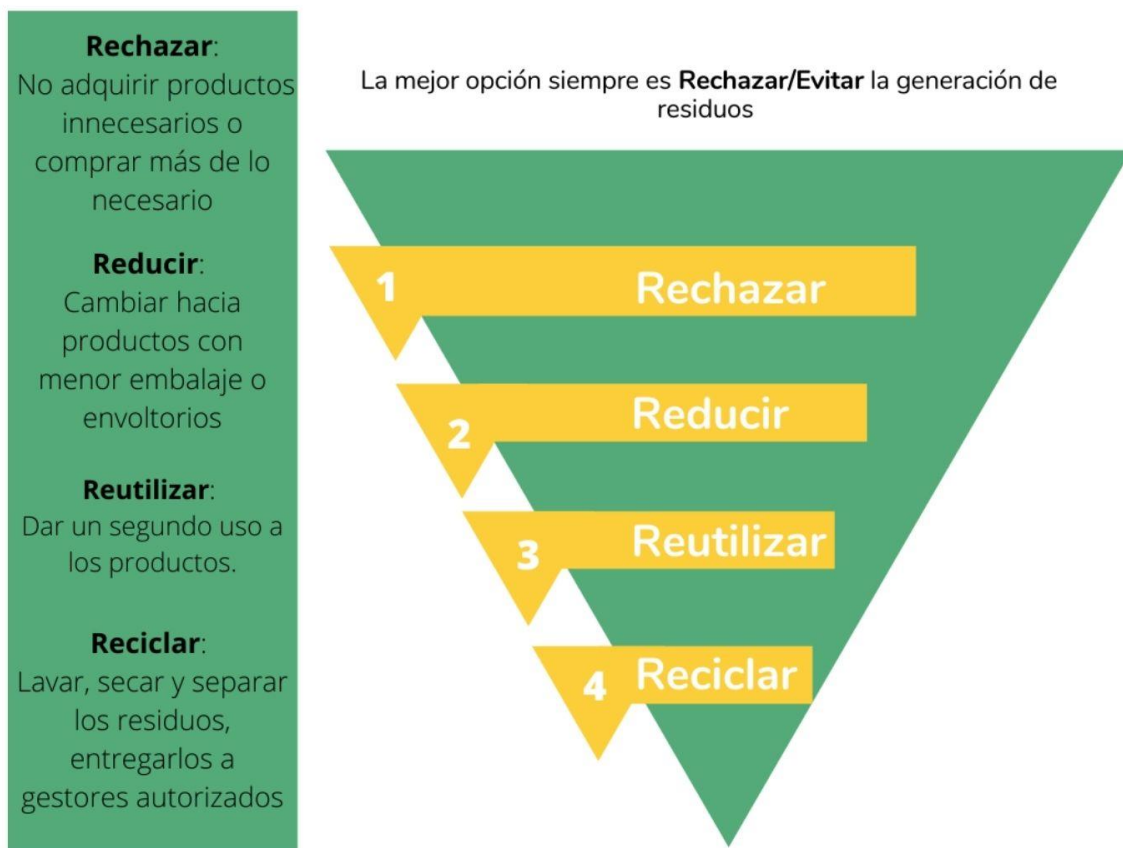 Rechazar:
No adquirir productos
innecesarios o
comprar más de lo
necesario
Reducir:
Cambiar hacia
productos con
menor embalaje o
envoltorios
Reutilizar:
Dar un segundo uso a
los productos.
Reciclar:
Lavar, secar y separar
los residuos,
entregarlos a
gestores autorizados
La mejor opción siempre es Rechazar/Evitar la generación de
residuos
1 Rechazar
2 Reducir
3 Reutilizar
4 Reciclar